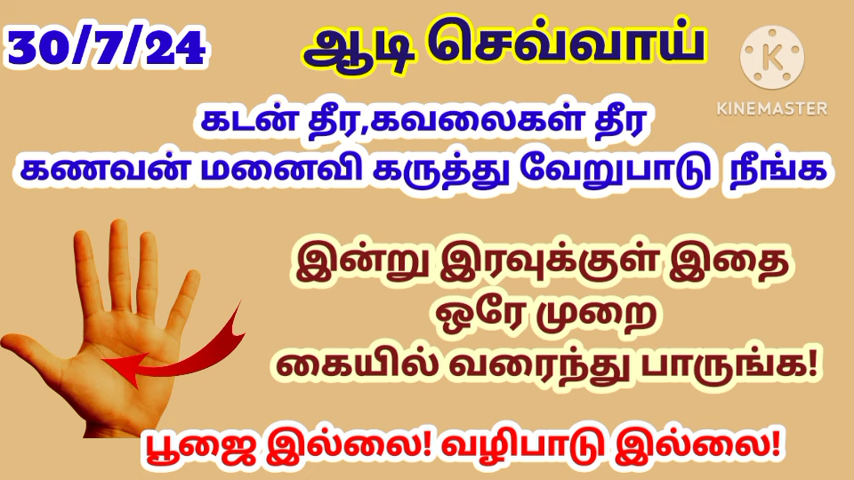 30/7/24
ஆடி செவ்வாய்
KINEMASTER
கடன் தீர,கவலைகள் தீர
கணவன் மனைவி கருத்து வேறுபாடு நீங்க
இன்று இரவுக்குள் இதை
ஒரே முறை
கையில் வரைந்து பாருங்க!
பூஜை இல்லை! வழிபாடு இல்லை!